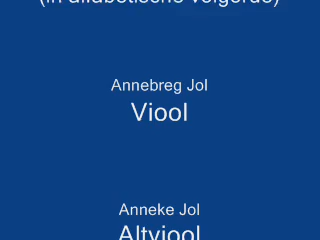 (in alfabetische volgorde)
Annebreg Jol
Viool
Anneke Jol
Altviool